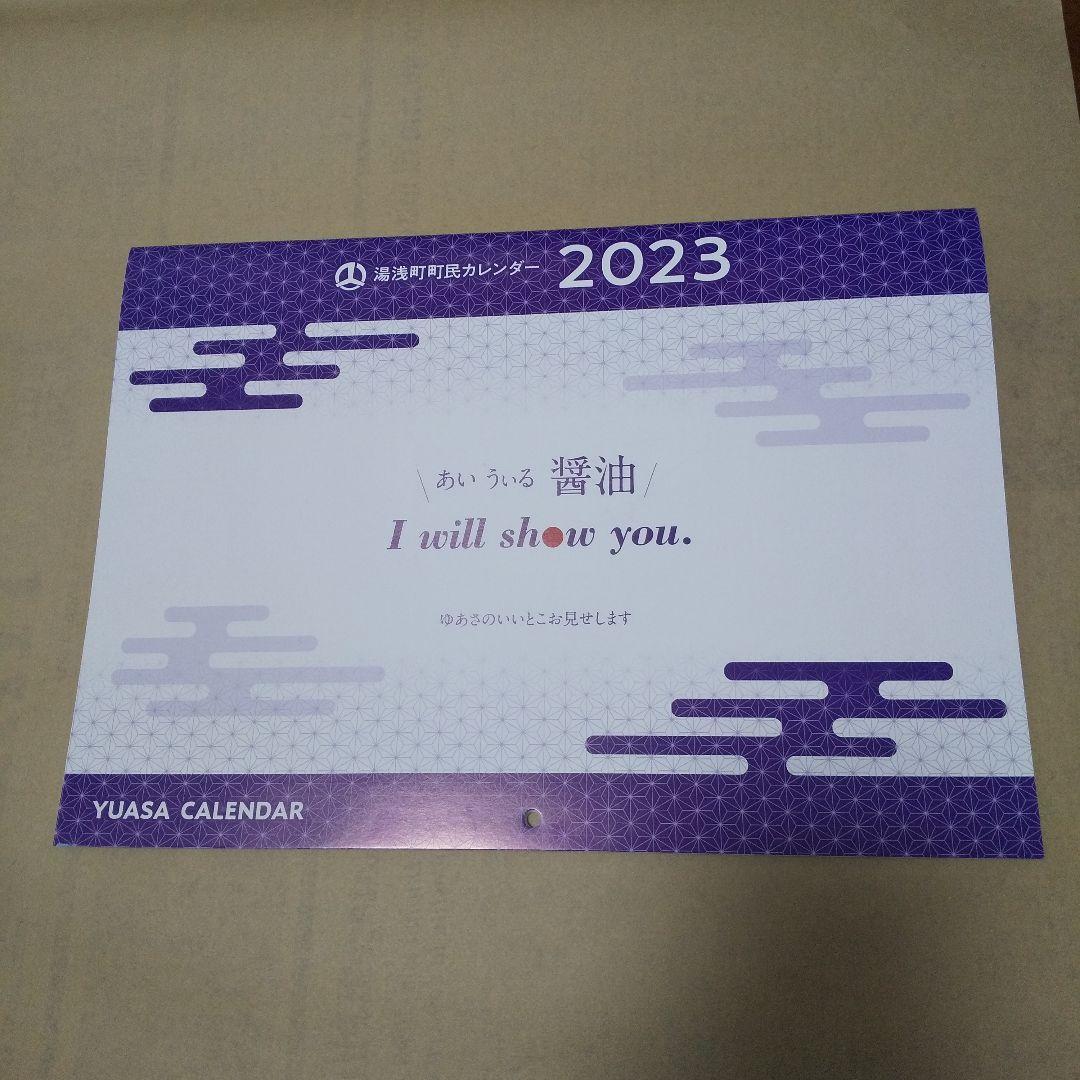 湯浅町町民カレンダー 2023
\ あい うぃる 醤油 /
I will show you.
ゆあさのいいとこお見せします
YUASA CALENDAR